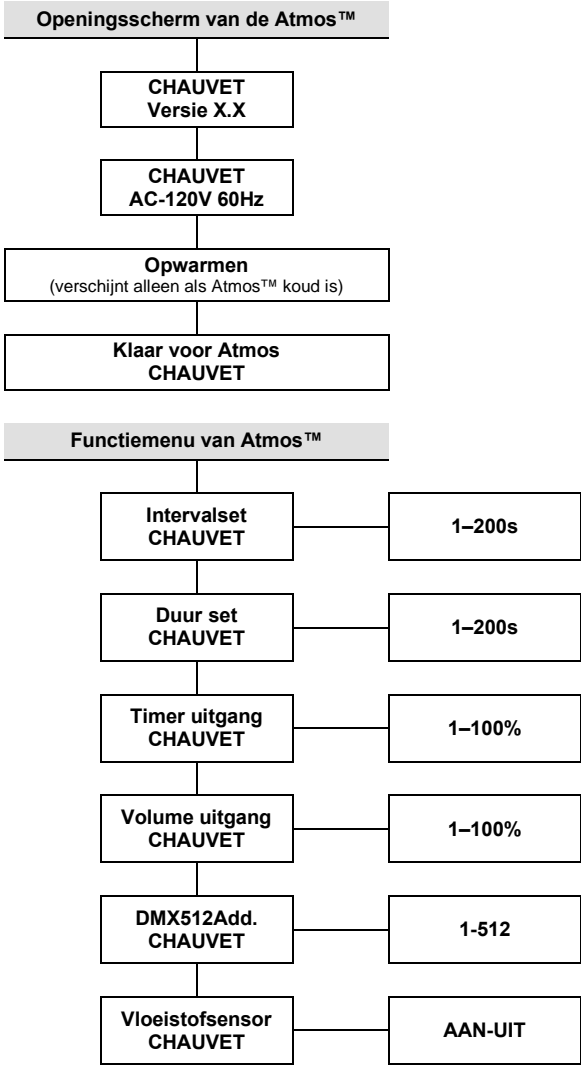 Openingsscherm van de Atmos™
CHAUVET
Versie X.X
CHAUVET
AC-120V 60Hz
Opwarmen
(verschijnt alleen als Atmos™ koud is)
Klaar voor Atmos
CHAUVET
Functiemenu van Atmos™
Intervalset
CHAUVET
1–200s
Duur set
CHAUVET
1–200s
Timer uitgang
CHAUVET
1–100%
Volume uitgang
CHAUVET
1–100%
DMX512Add.
CHAUVET
1-512
Vloeistofsensor
CHAUVET
AAN-UIT